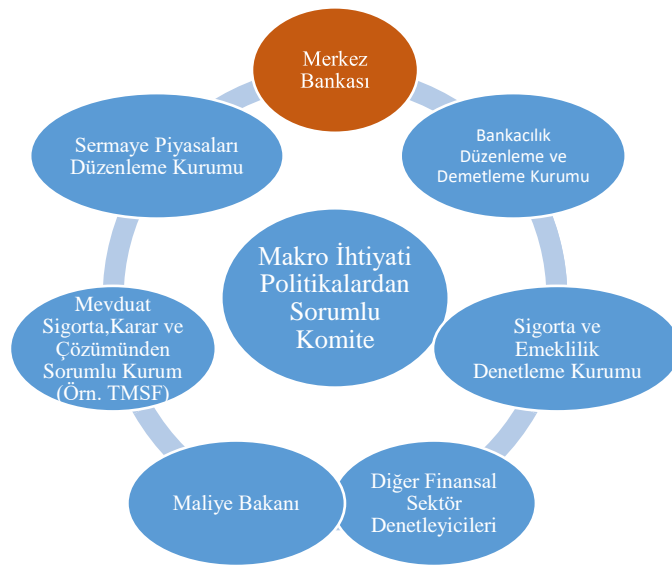 Merkez
Bankası
Sermaye Piyasaları
Düzenleme Kurumu
Bankacılık
Düzenleme ve
Demetleme Kurumu
Makro İhtiyati
Politikalardan
Sorumlu
Komite
Mevduat
Sigorta,Karar ve
Çözümünden
Sorumlu Kurum
(Örn. TMSF)
Sigorta ve
Emeklilik
Denetleme Kurumu
Maliye Bakanı
Diğer Finansal
Sektör
Denetleyicileri